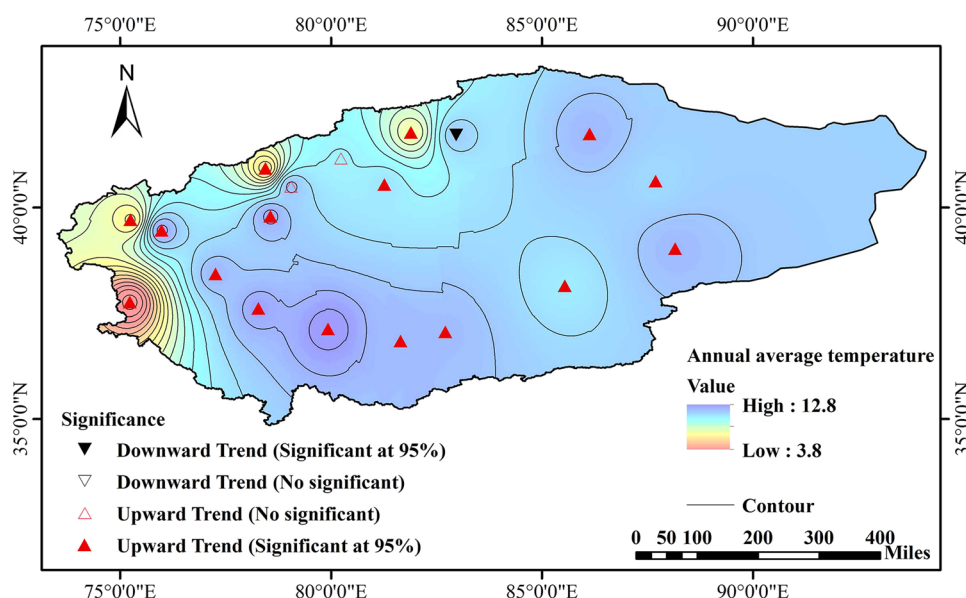 75°0'0"E 80°0'0"E 85°0'0"E 90°0'0"E
N
40°0'0"N 40°0'0"N
35°0'0"N 35°0'0"N
Annual average temperature
Value
High : 12.8
Low : 3.8
Contour
Significance
Downward Trend (Significant at 95%)
Downward Trend (No significant)
Upward Trend (No significant)
Upward Trend (Significant at 95%)
0 50 100 200 300 400
Miles
75°0'0"E 80°0'0"E 85°0'0"E 90°0'0"E